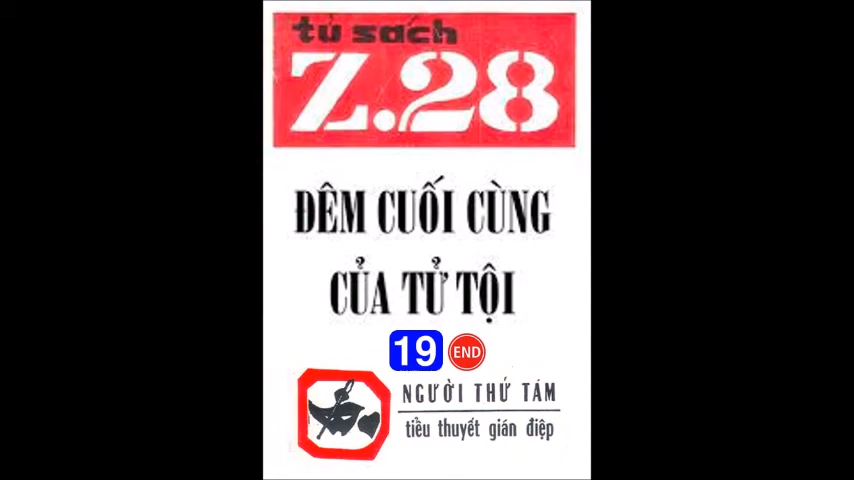 tủ sách
Z.28
ĐÊM CUỐI CÙNG
CỦA TỬ TỘI
19 END
NGƯỜI THỨ TÁM
tiểu thuyết gián điệp